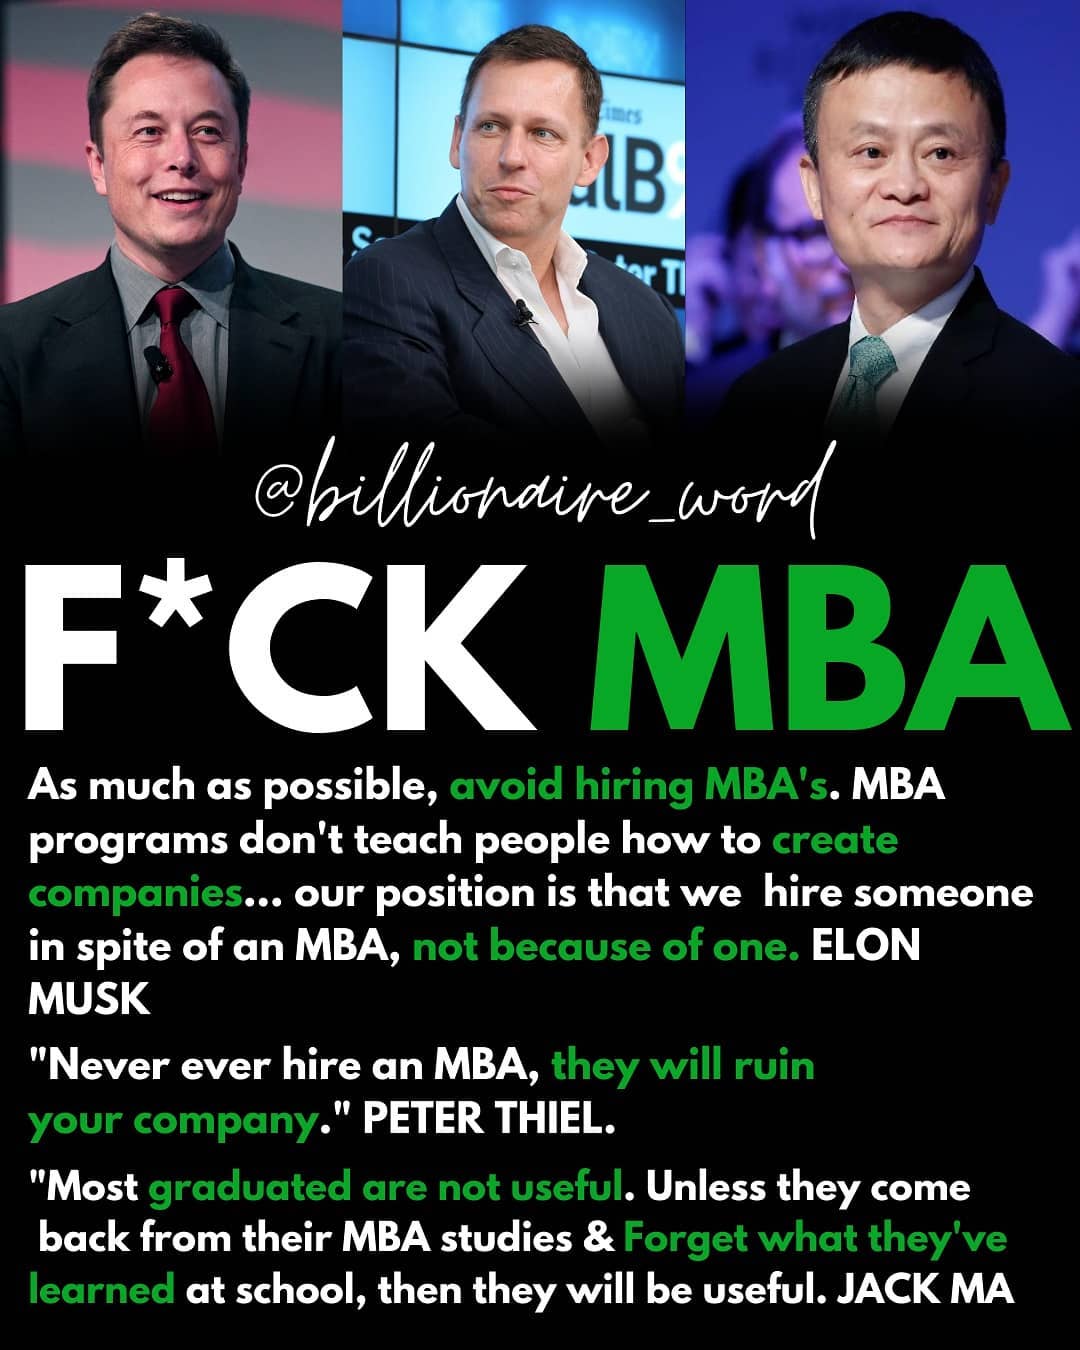 Times
alB
@billionaire_word
F*CK MBA
As much as possible, avoid hiring MBA's. MBA
programs don't teach people how to create
companies... our position is that we hire someone
in spite of an MBA, not because of one. ELON
MUSK
"Never ever hire an MBA, they will ruin
your company." PETER THIEL.
"Most graduated are not useful. Unless they come
back from their MBA studies & Forget what they've
learned at school, then they will be useful. JACK MA